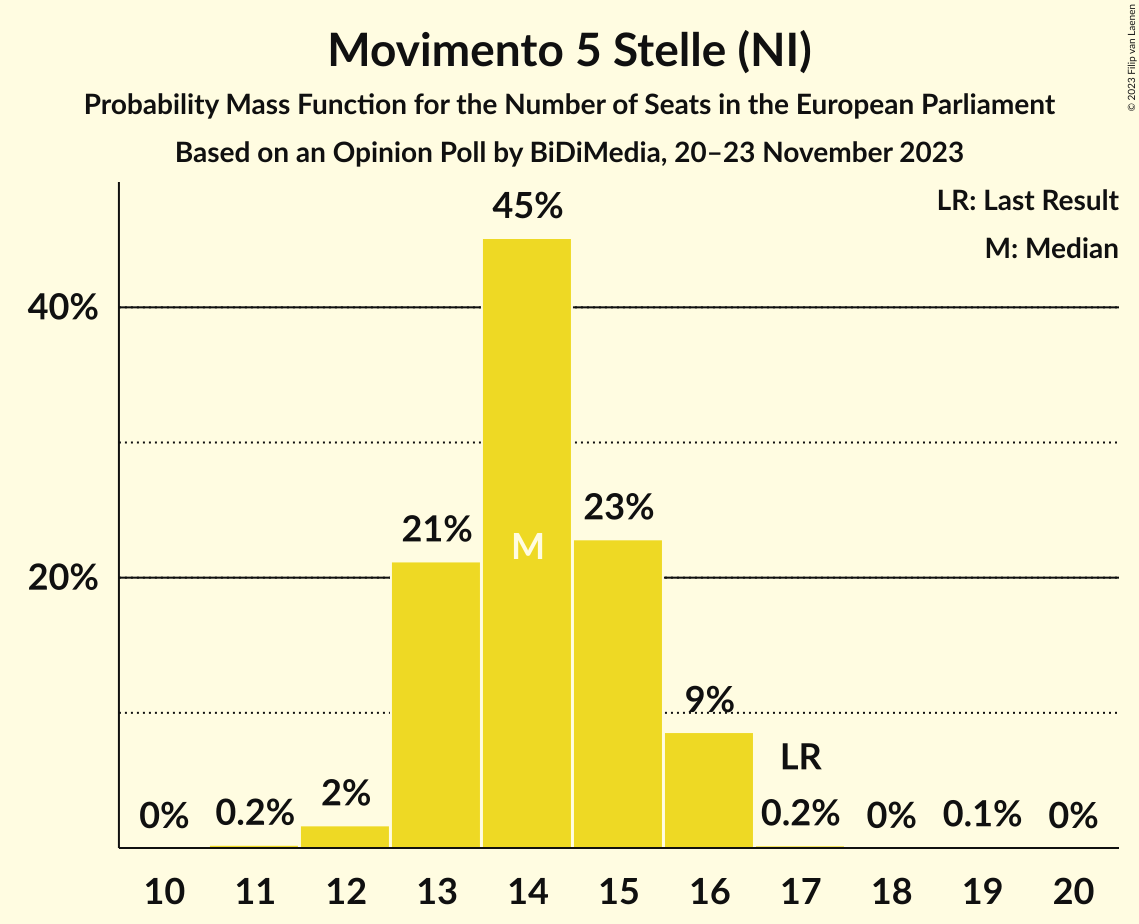 Movimento 5 Stelle (NI)
Probability Mass Function for the Number of Seats in the European Parliament
Based on an Opinion Poll by BiDiMedia, 20–23 November 2023
© 2023 Filip van Laenen
LR: Last Result
M: Median
45%
40%
23%
21%
M
20%
9%
LR
2%
0% 0.2% 0.2% 0% 0.1% 0%
10 11 12 13 14 15 16 17 18 19 20